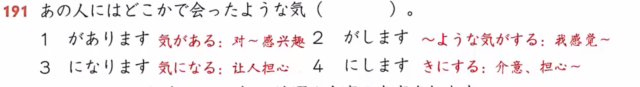 191 あの人にはどこかで会ったような気（　　　）。
1 があります 気がある：对～感兴趣 2 がします ～ような気がする：我感觉～
3 になります 気になる：让人担心 4 にします きにする：介意、担心～